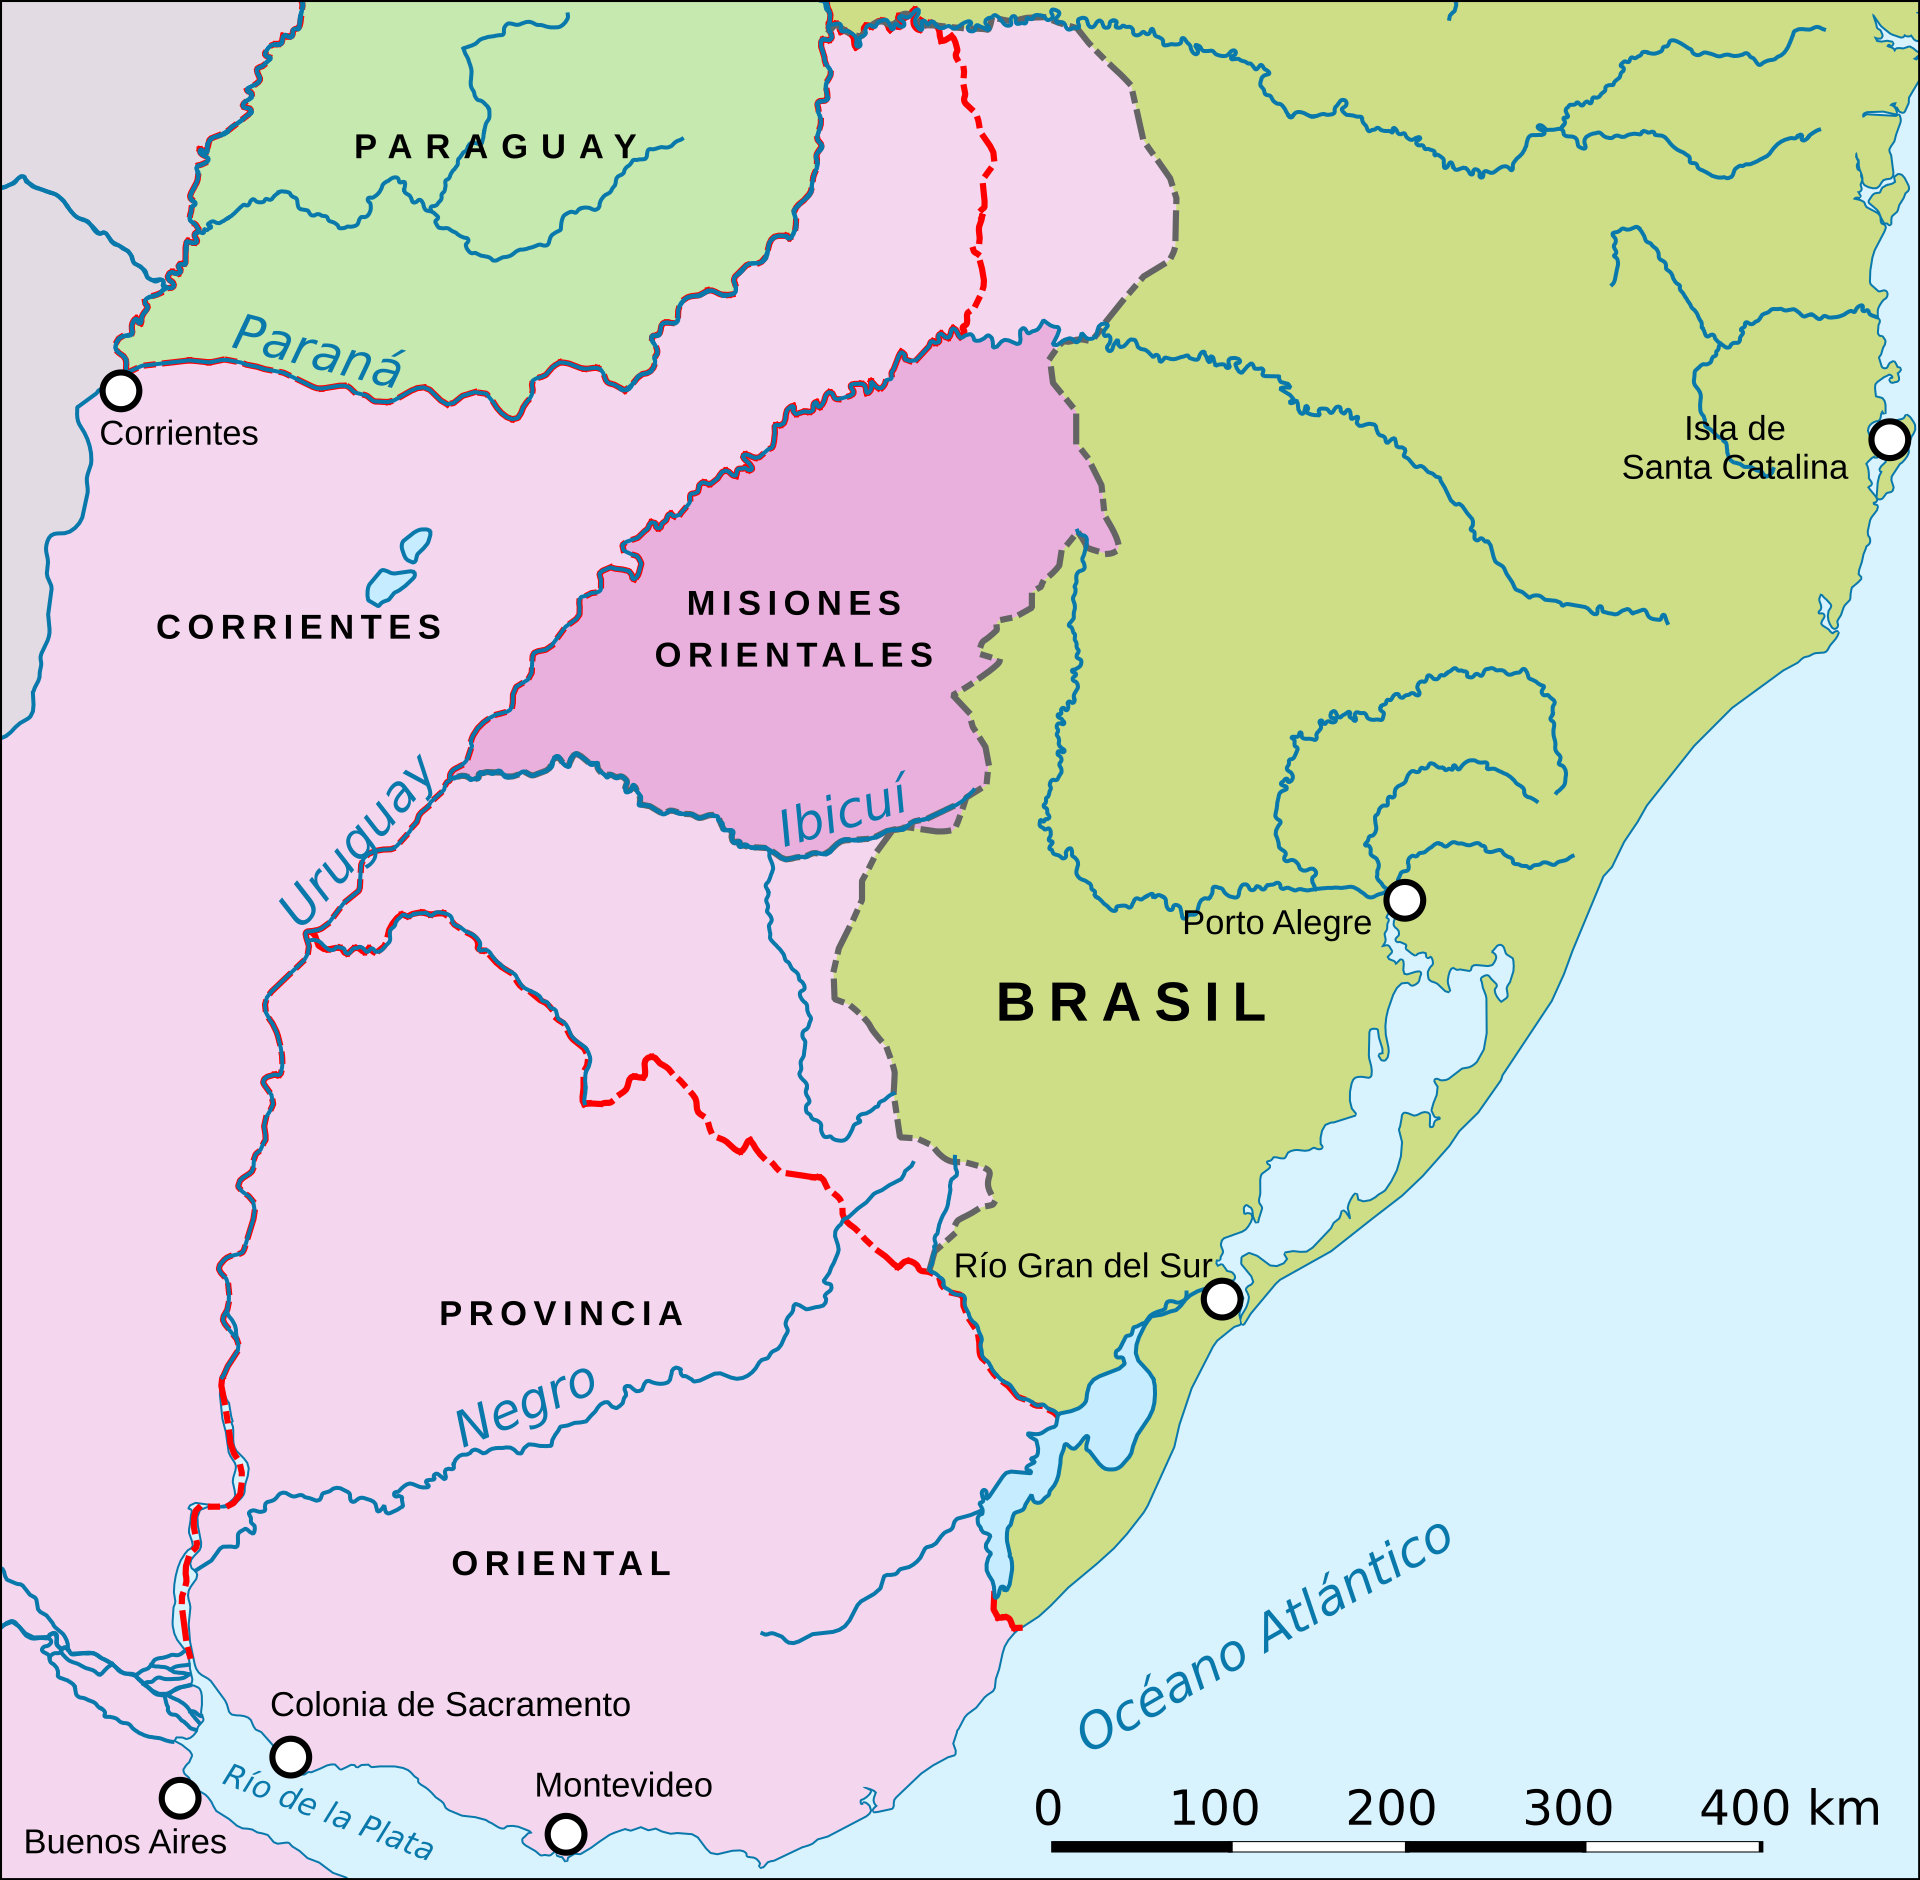 PARAGUAY
Paraná
Corrientes
Isla de
Santa Catalina
CORRIENTES
MISIONES
ORIENTALES
Uruguay
Ibicuí
Porto Alegre
BRASIL
Río Gran del Sur
PROVINCIA
Negro
ORIENTAL
Océano Atlántico
Colonia de Sacramento
Río de la Plata
Montevideo
Buenos Aires
0 100 200 300 400 km